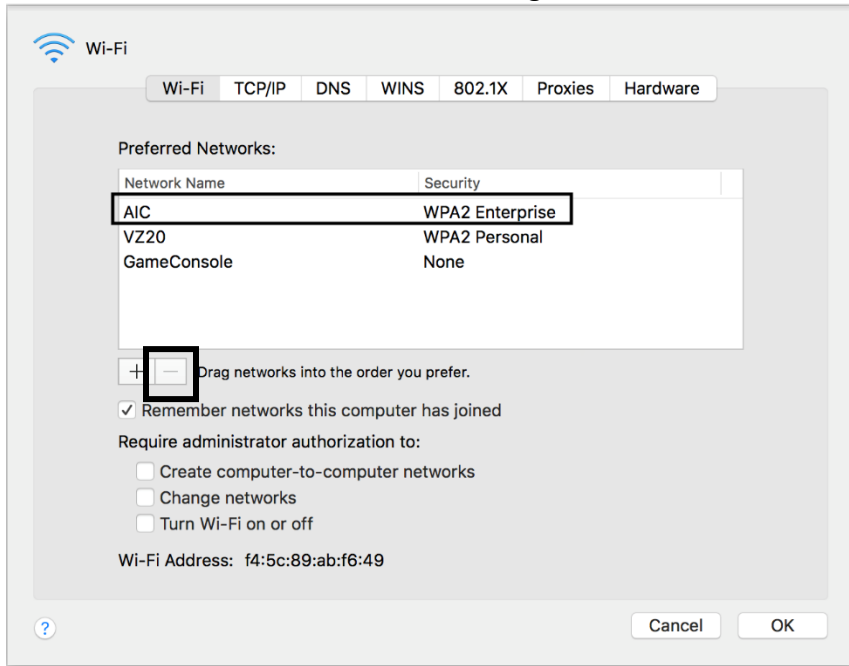 Wi-Fi
Wi-Fi TCP/IP DNS WINS 802.1X Proxies Hardware
Preferred Networks:
Network Name Security
AIC WPA2 Enterprise
VZ20 WPA2 Personal
GameConsole None
+ − Drag networks into the order you prefer.
✓ Remember networks this computer has joined
Require administrator authorization to:
Create computer-to-computer networks
Change networks
Turn Wi-Fi on or off
Wi-Fi Address: f4:5c:89:ab:f6:49
? Cancel OK